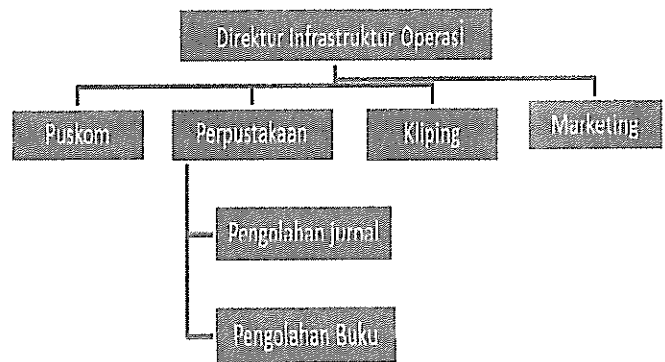 Direktur Infrastruktur Operasi
Puskom
Perpustakaan
Kliping
Marketing
Pengolahan Jurnal
Pengolahan Buku